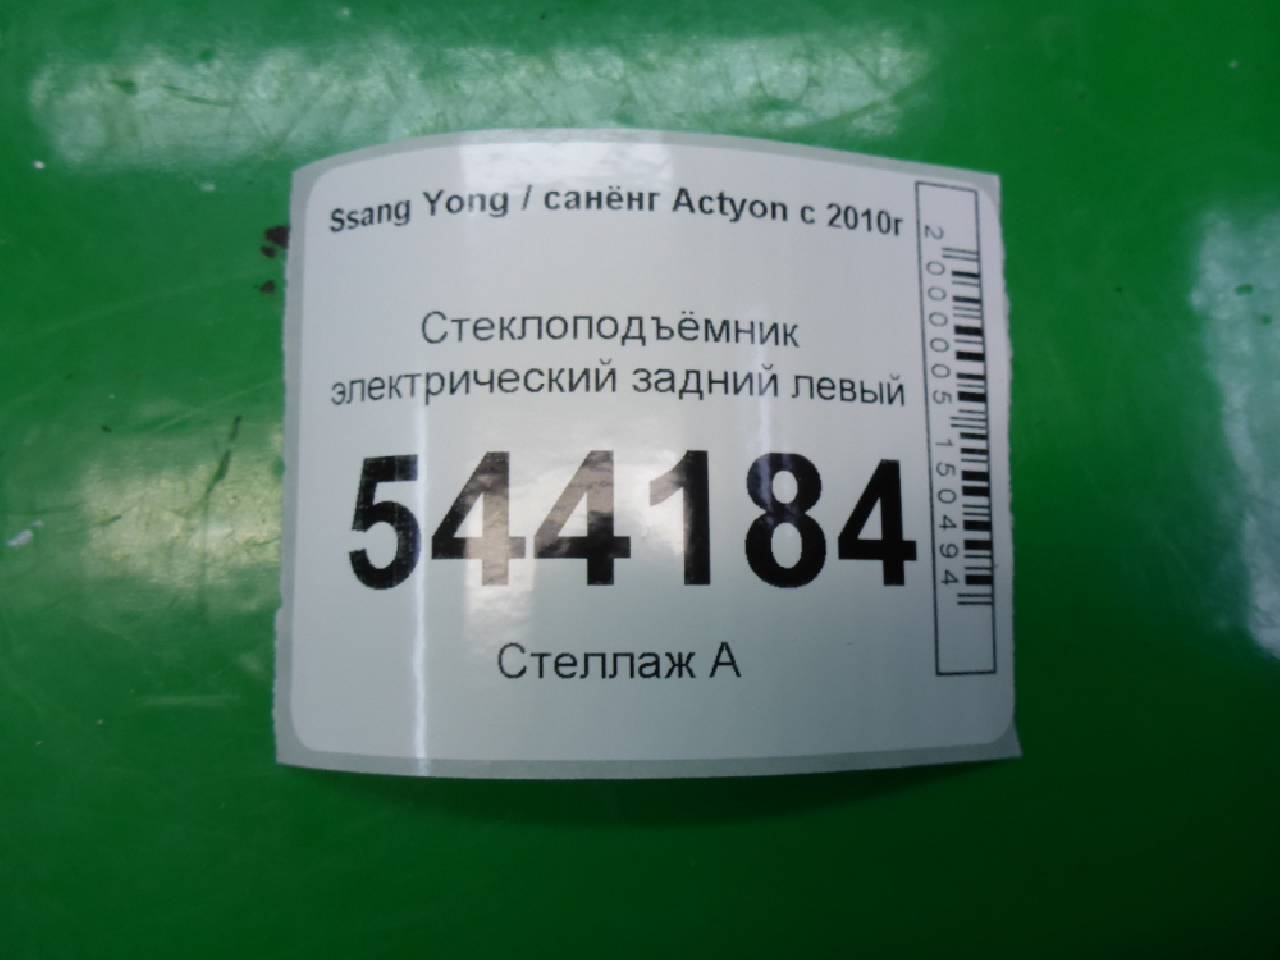 Ssang Yong / санёнг Actyon с 2010г
Стеклоподъёмник
электрический задний левый
544184
Стеллаж А
2000005150494